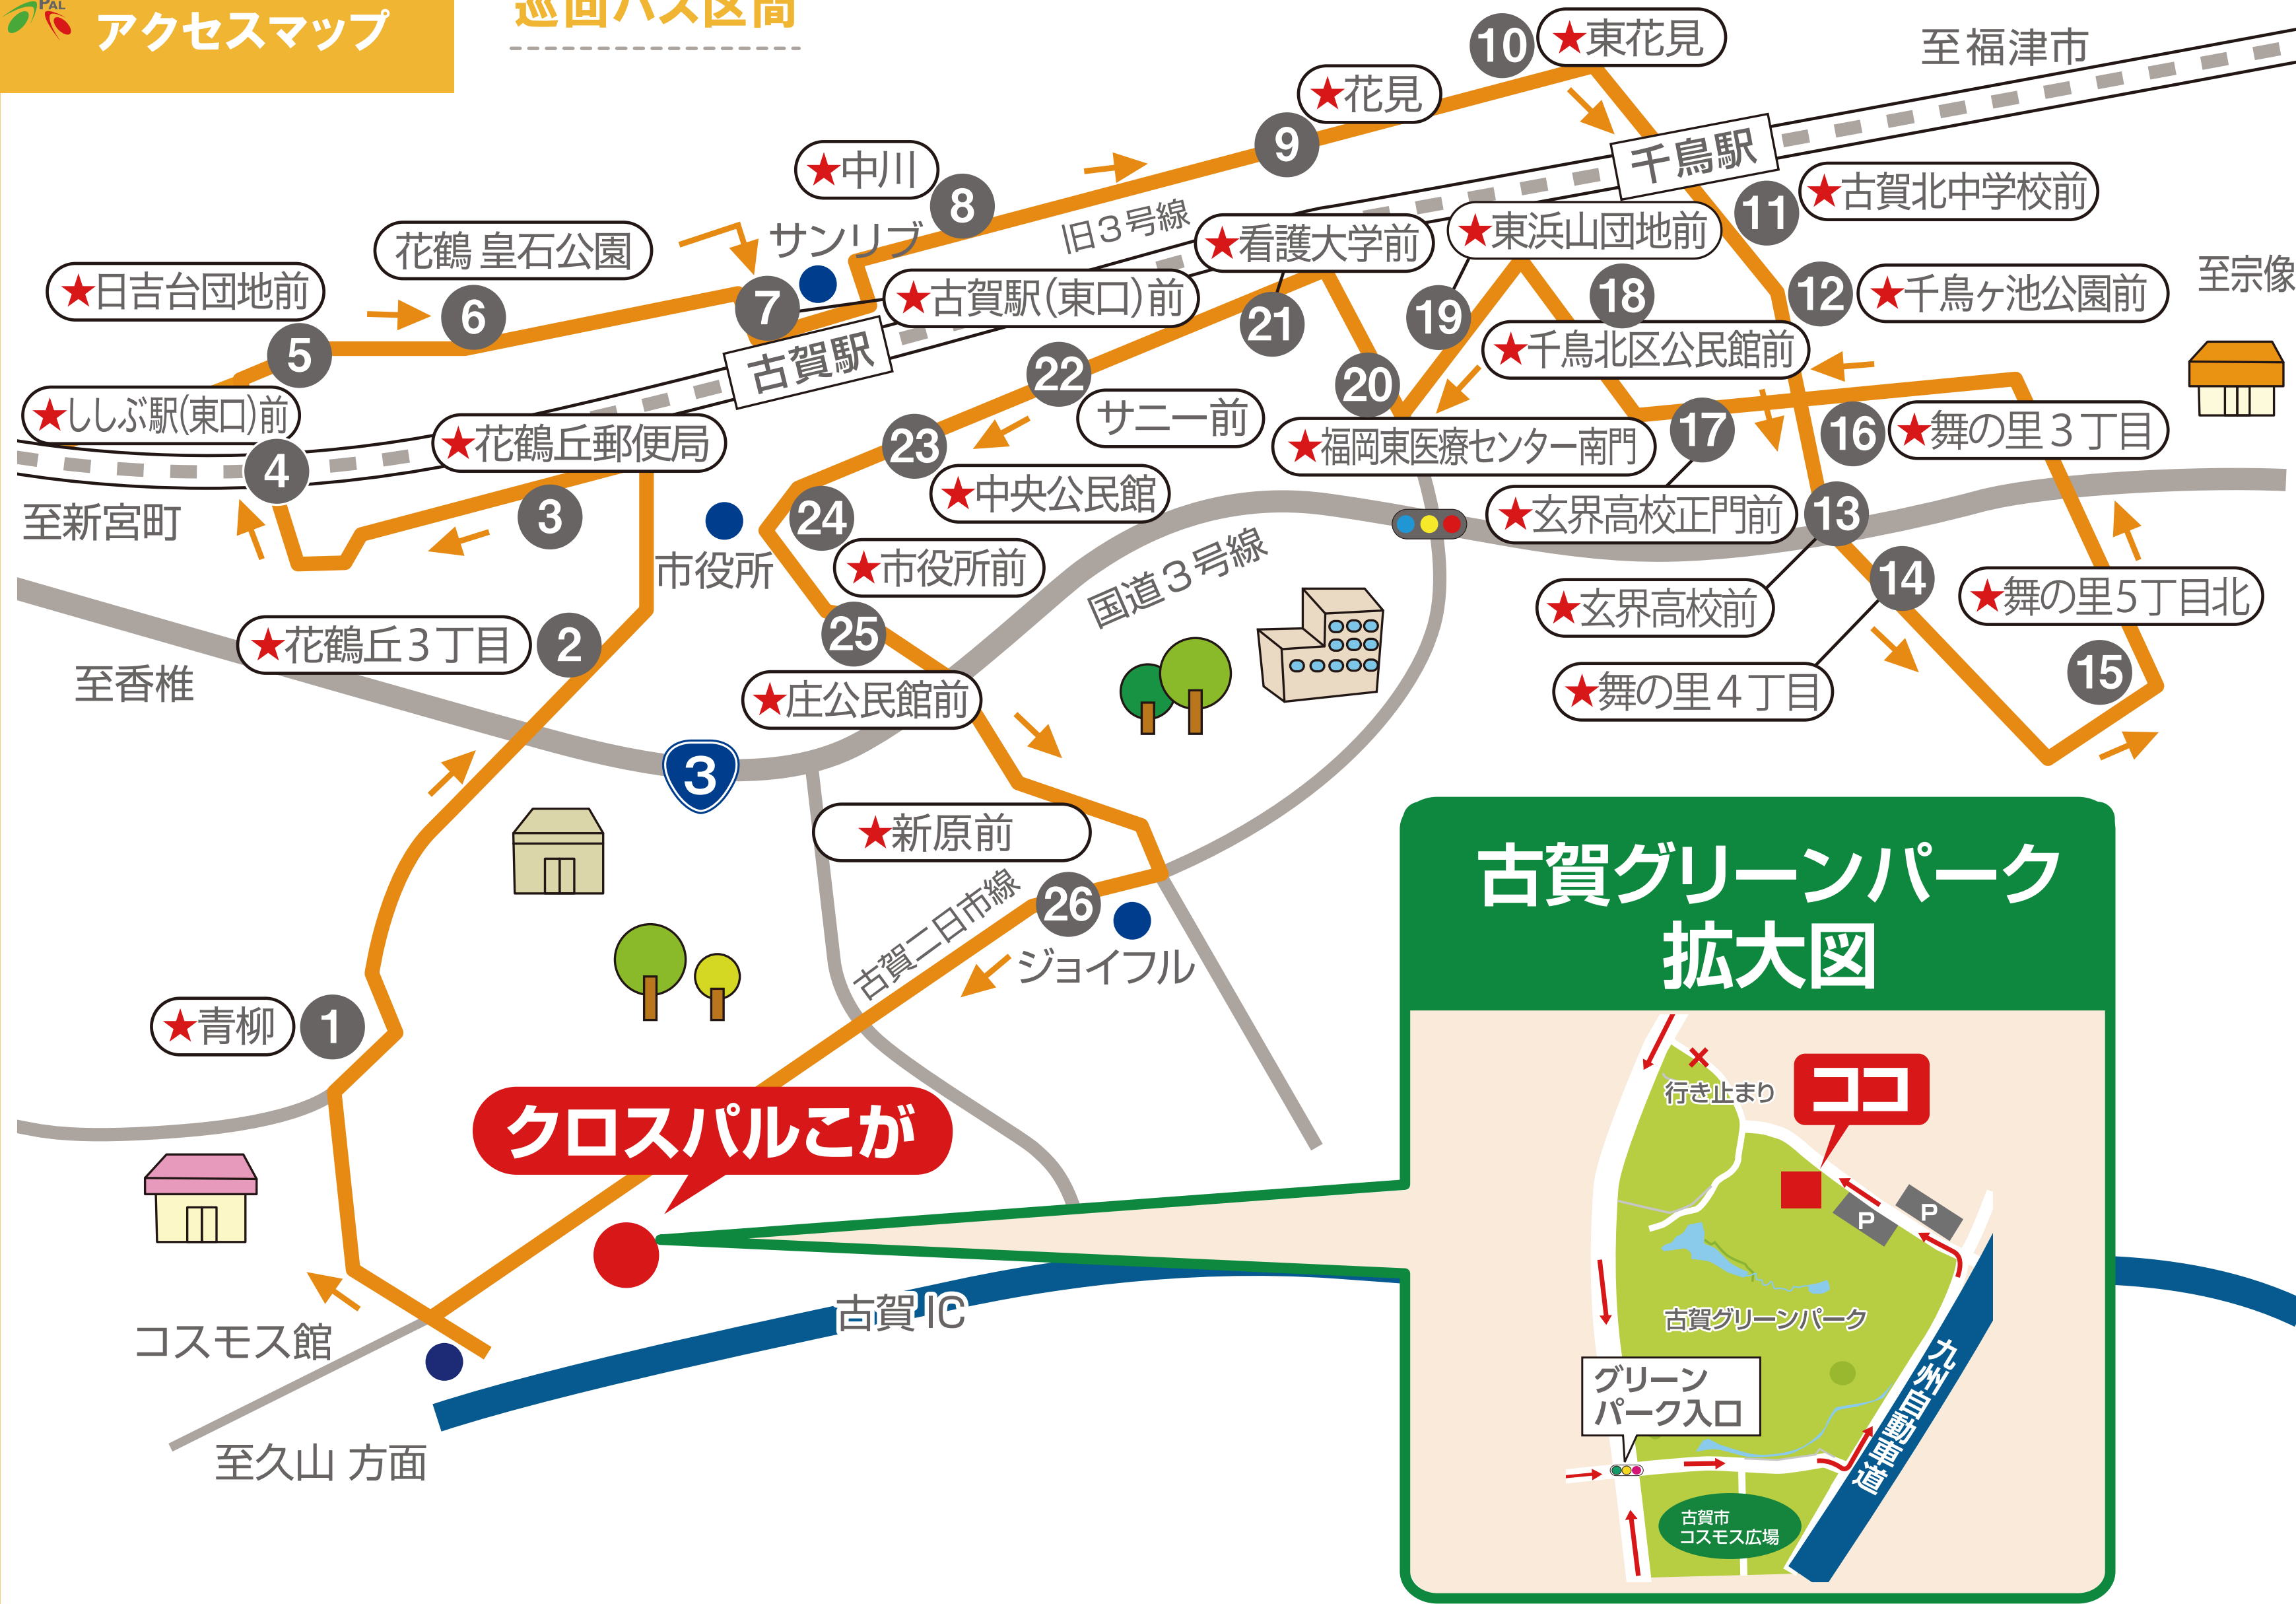 PAL
アクセスマップ
巡回バス区間
10
★東花見
至福津市
★花見
9
千鳥駅
★中川
8
サンリブ
旧3号線
11
★古賀北中学校前
花鶴 皇石公園
6
7
★古賀駅(東口)前
★看護大学前
21
★東浜山団地前
19
18
12
★千鳥ヶ池公園前
至宗像
★日吉台団地前
5
古賀駅
22
サニー前
20
★千鳥北区公民館前
★ししぶ駅(東口)前
4
★花鶴丘郵便局
3
23
★中央公民館
★福岡東医療センター南門
17
16
★舞の里3丁目
至新宮町
市役所
24
★市役所前
国道3号線
★玄界高校正門前
13
★玄界高校前
14
★舞の里5丁目北
至香椎
★花鶴丘3丁目
2
25
★庄公民館前
★舞の里4丁目
15
3
★新原前
26
古賀二日市線
ジョイフル
★青柳
1
クロスパルこが
古賀IC
コスモス館
至久山 方面
古賀グリーンパーク
拡大図
行き止まり
ココ
P
P
古賀グリーンパーク
グリーン
パーク入口
九州自動車道
古賀市
コスモス広場